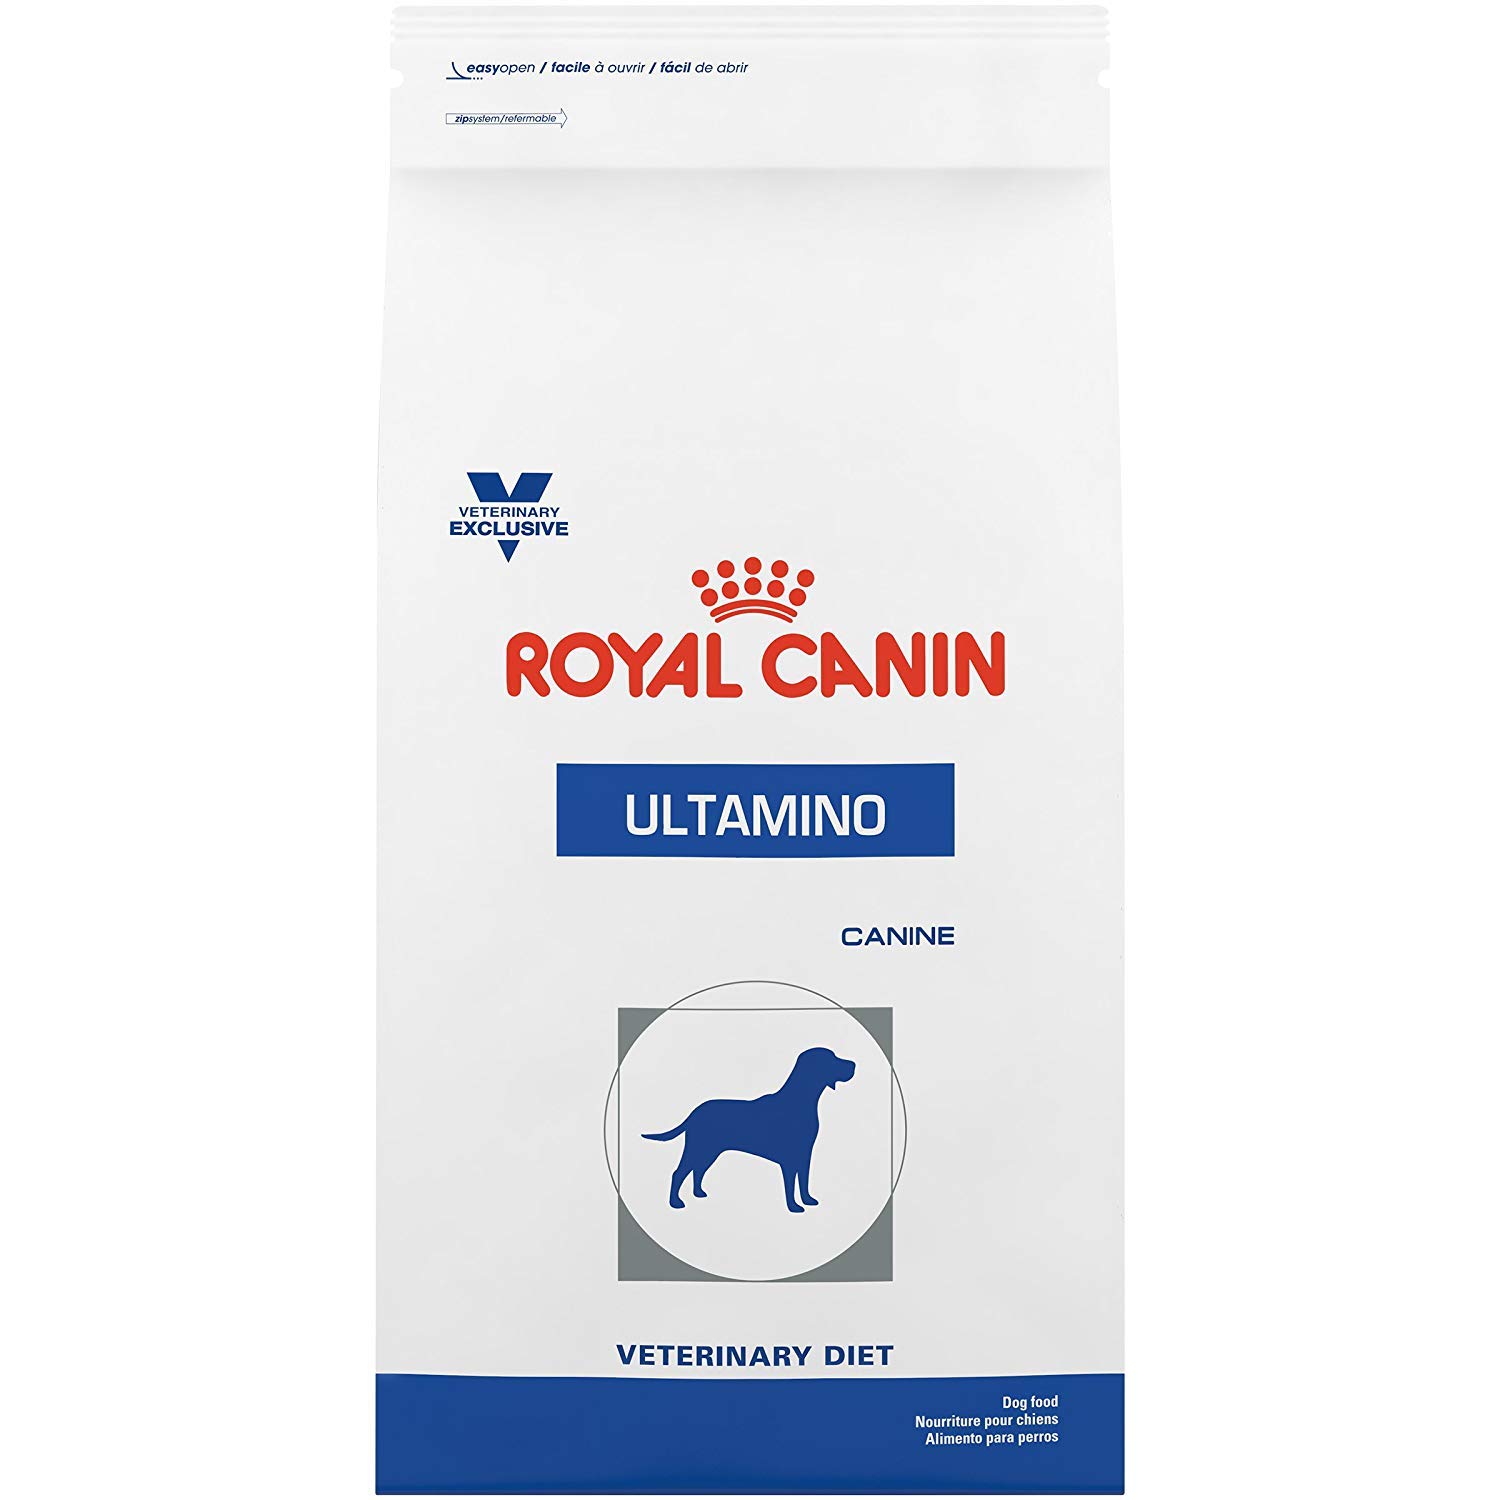 easyopen / facile à ouvrir / fácil de abrir
zipsystem/refermable
VETERINARY
EXCLUSIVE
ROYAL CANIN
ULTAMINO
CANINE
VETERINARY DIET
Dog food
Nourriture pour chiens
Alimento para perros